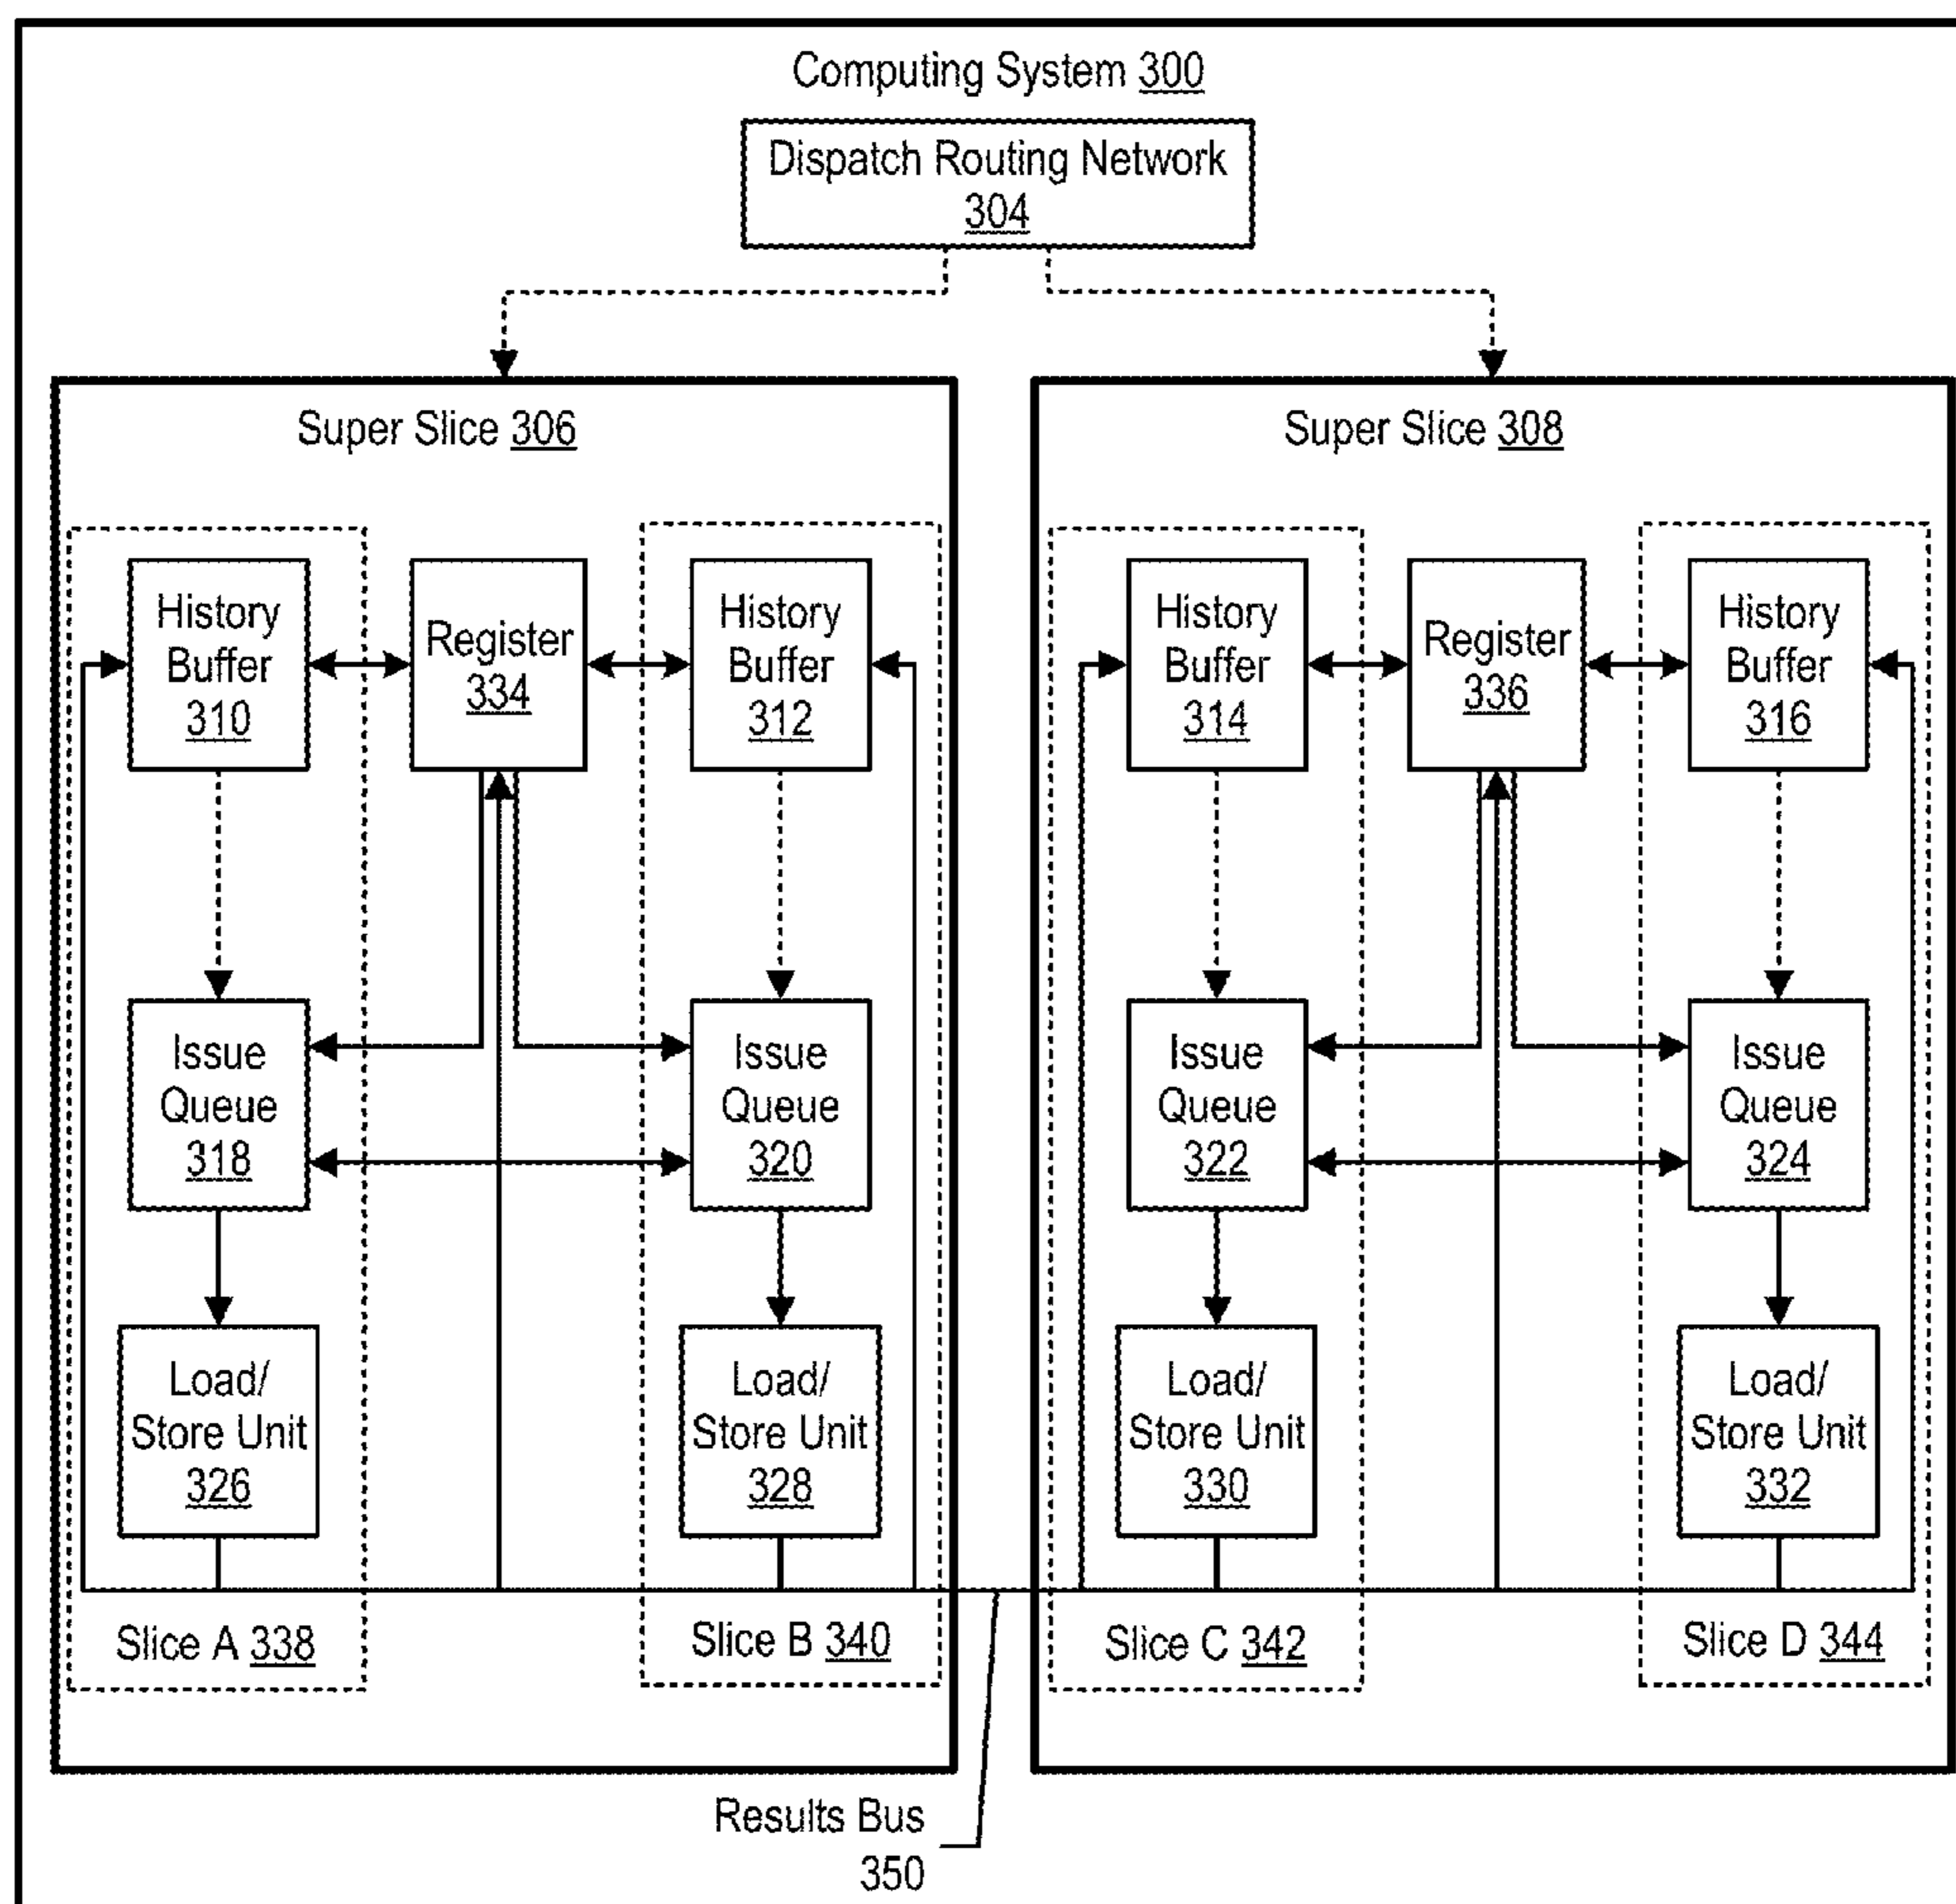 Computing System 300
Dispatch Routing Network
304
Super Slice 306
History
Buffer
310
Register
334
History
Buffer
312
Issue
Queue
318
Issue
Queue
320
Load/
Store Unit
326
Load/
Store Unit
328
Slice A 338
Slice B 340
Super Slice 308
History
Buffer
314
Register
336
History
Buffer
316
Issue
Queue
322
Issue
Queue
324
Load/
Store Unit
330
Load/
Store Unit
332
Slice C 342
Slice D 344
Results Bus
350